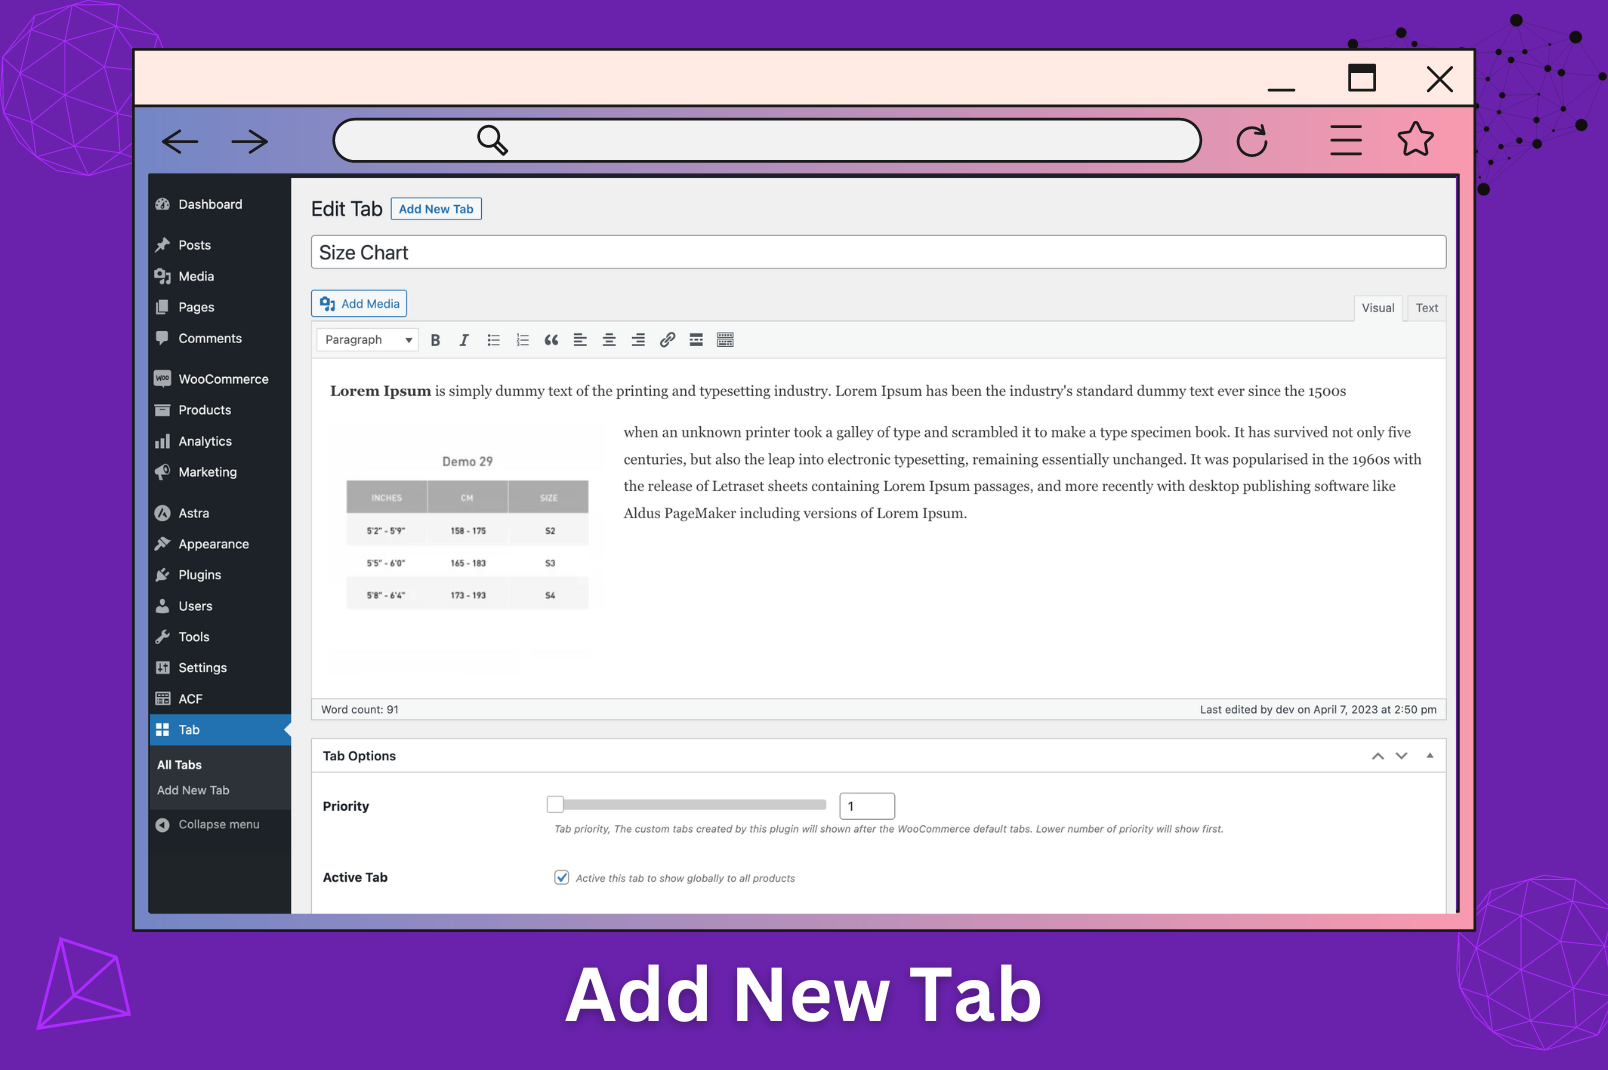 Dashboard
Posts
Media
Pages
Comments
WooCommerce
Products
Analytics
Marketing
Astra
Appearance
Plugins
Users
Tools
Settings
ACF
Tab
All Tabs
Add New Tab
Collapse menu
Edit Tab Add New Tab
Size Chart
Add Media Visual Text
Paragraph B I
Lorem Ipsum is simply dummy text of the printing and typesetting industry. Lorem Ipsum has been the industry's standard dummy text ever since the 1500s
when an unknown printer took a galley of type and scrambled it to make a type specimen book. It has survived not only five
centuries, but also the leap into electronic typesetting, remaining essentially unchanged. It was popularised in the 1960s with
the release of Letraset sheets containing Lorem Ipsum passages, and more recently with desktop publishing software like
Aldus PageMaker including versions of Lorem Ipsum.
Demo 29
INCHES CM SIZE
5'2" - 5'9" 158 - 175 S2
5'5" - 6'0" 165 - 183 S3
5'8" - 6'4" 173 - 193 S4
Word count: 91 Last edited by dev on April 7, 2023 at 2:50 pm
Tab Options
Priority 1
Tab priority, The custom tabs created by this plugin will shown after the WooCommerce default tabs. Lower number of priority will show first.
Active Tab Active this tab to show globally to all products
Add New Tab